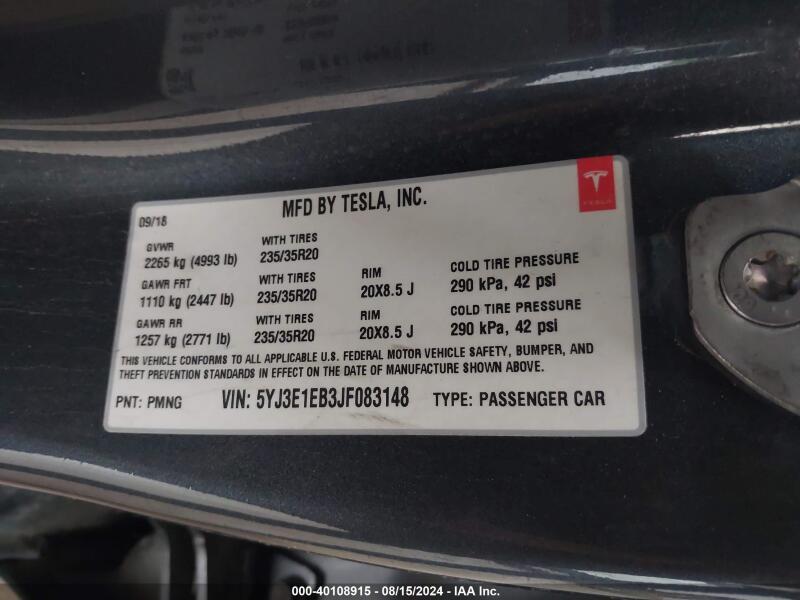 MFD BY TESLA, INC.
TESLA
09/18
GVWR WITH TIRES
2265 kg (4993 lb) 235/35R20
GAWR FRT WITH TIRES RIM COLD TIRE PRESSURE
1110 kg (2447 lb) 235/35R20 20X8.5 J 290 kPa, 42 psi
GAWR RR WITH TIRES RIM COLD TIRE PRESSURE
1257 kg (2771 lb) 235/35R20 20X8.5 J 290 kPa, 42 psi
THIS VEHICLE CONFORMS TO ALL APPLICABLE U.S. FEDERAL MOTOR VEHICLE SAFETY, BUMPER, AND
THEFT PREVENTION STANDARDS IN EFFECT ON THE DATE OF MANUFACTURE SHOWN ABOVE.
PNT: PMNG VIN: 5YJ3E1EB3JF083148 TYPE: PASSENGER CAR
000-40108915 - 08/15/2024 - IAA Inc.